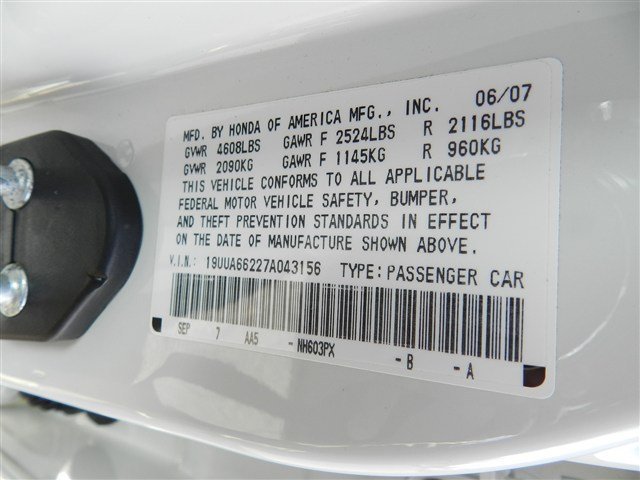 MFD. BY HONDA OF AMERICA MFG., INC. 06/07
GVWR 4608LBS GAWR F 2524LBS R 2116LBS
GVWR 2090KG GAWR F 1145KG R 960KG
THIS VEHICLE CONFORMS TO ALL APPLICABLE
FEDERAL MOTOR VEHICLE SAFETY, BUMPER,
AND THEFT PREVENTION STANDARDS IN EFFECT
ON THE DATE OF MANUFACTURE SHOWN ABOVE.
V.I.N.: 19UUA66227A043156 TYPE: PASSENGER CAR
SEP 7 AA5 -NH603PX -B -A